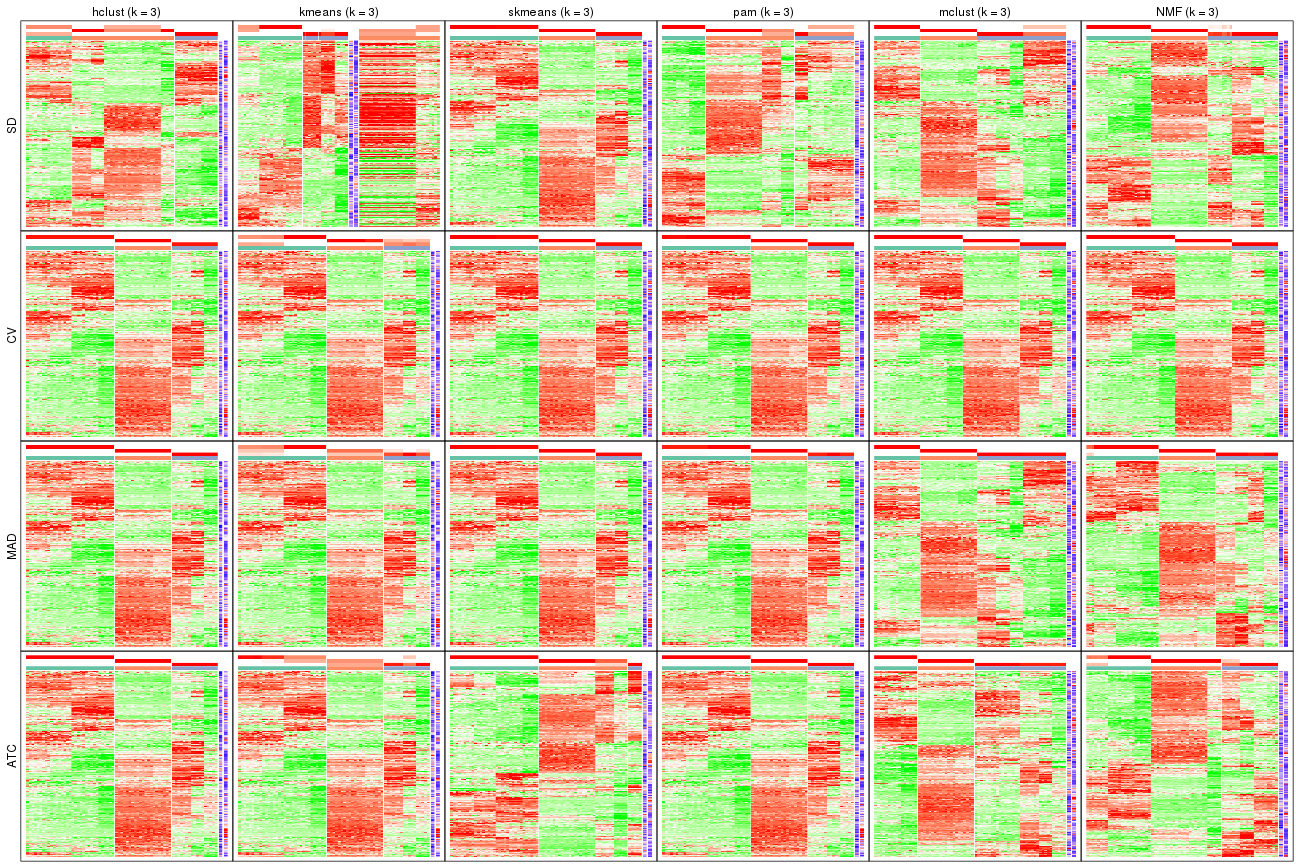 hclust (k = 3) kmeans (k = 3) skmeans (k = 3) pam (k = 3) mclust (k = 3) NMF (k = 3)
SD
CV
MAD
ATC